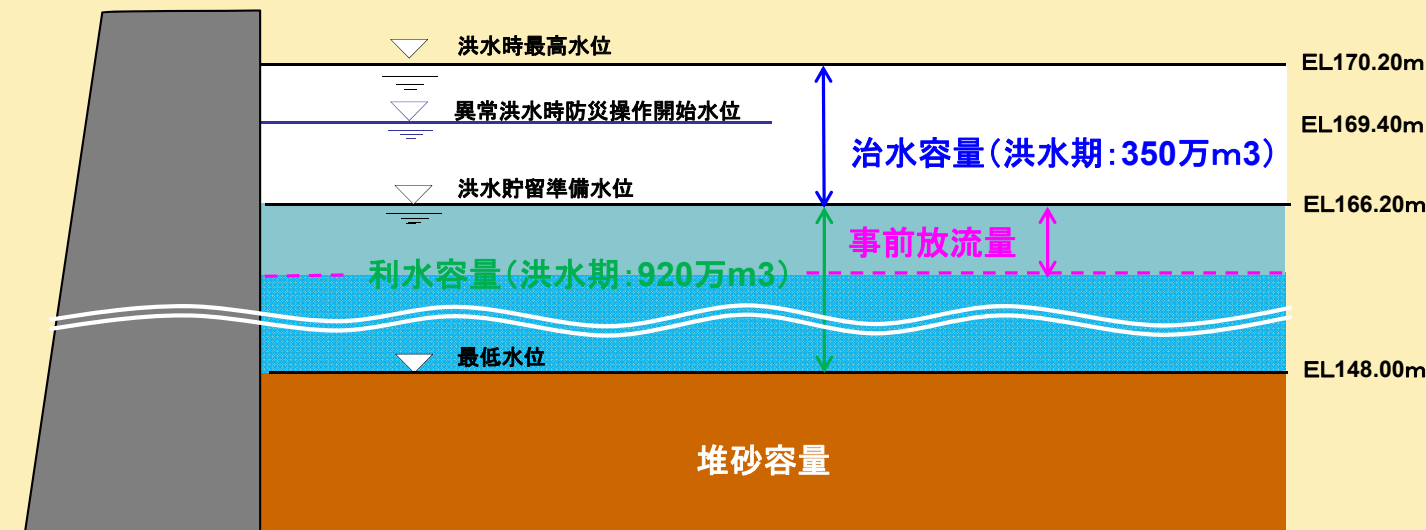 洪水時最高水位
EL170.20m
異常洪水時防災操作開始水位
EL169.40m
治水容量(洪水期:350万m3)
洪水貯留準備水位
EL166.20m
事前放流量
利水容量(洪水期:920万m3)
最低水位
EL148.00m
堆砂容量